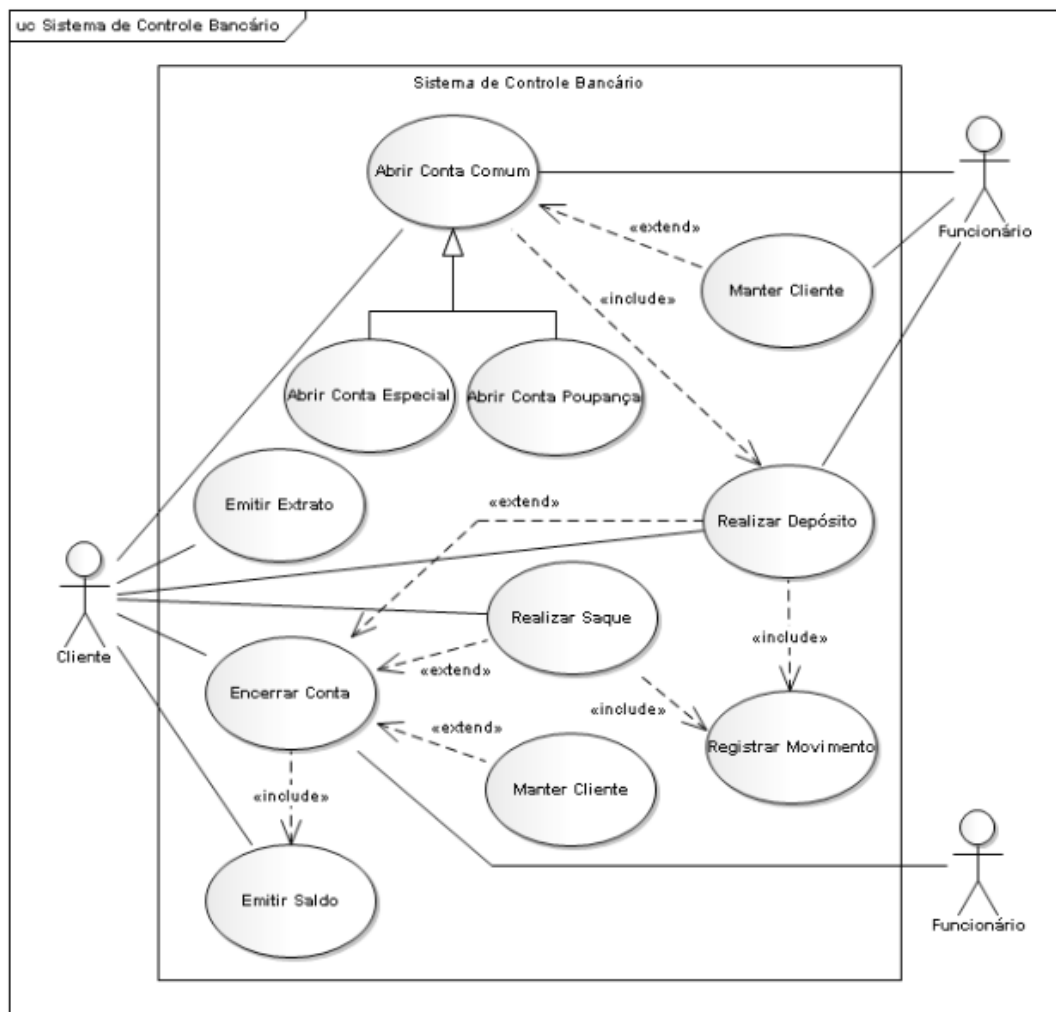 uc Sistema de Controle Bancário
Sistema de Controle Bancário
Abrir Conta Comum
«extend»
Funcionário
Manter Cliente
«include»
Abrir Conta Especial
Abrir Conta Poupança
Emitir Extrato
«extend»
Realizar Depósito
Realizar Saque
«include»
Cliente
«extend»
Encerrar Conta
«include»
«extend»
Registrar Movimento
Manter Cliente
«include»
Emitir Saldo
Funcionário